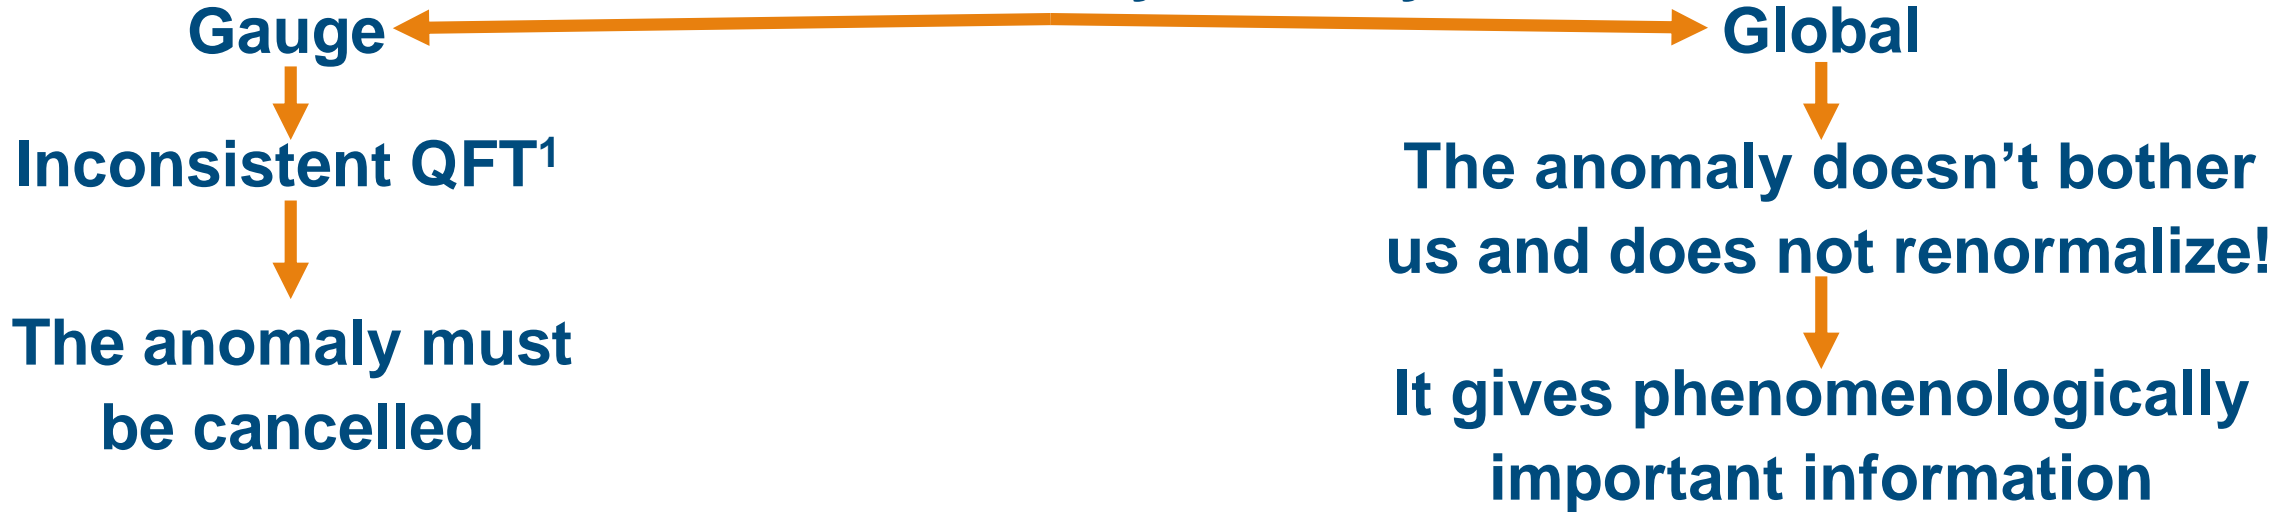 Gauge
Global
Inconsistent QFT¹
The anomaly doesn’t bother
us and does not renormalize!
The anomaly must
be cancelled
It gives phenomenologically
important information